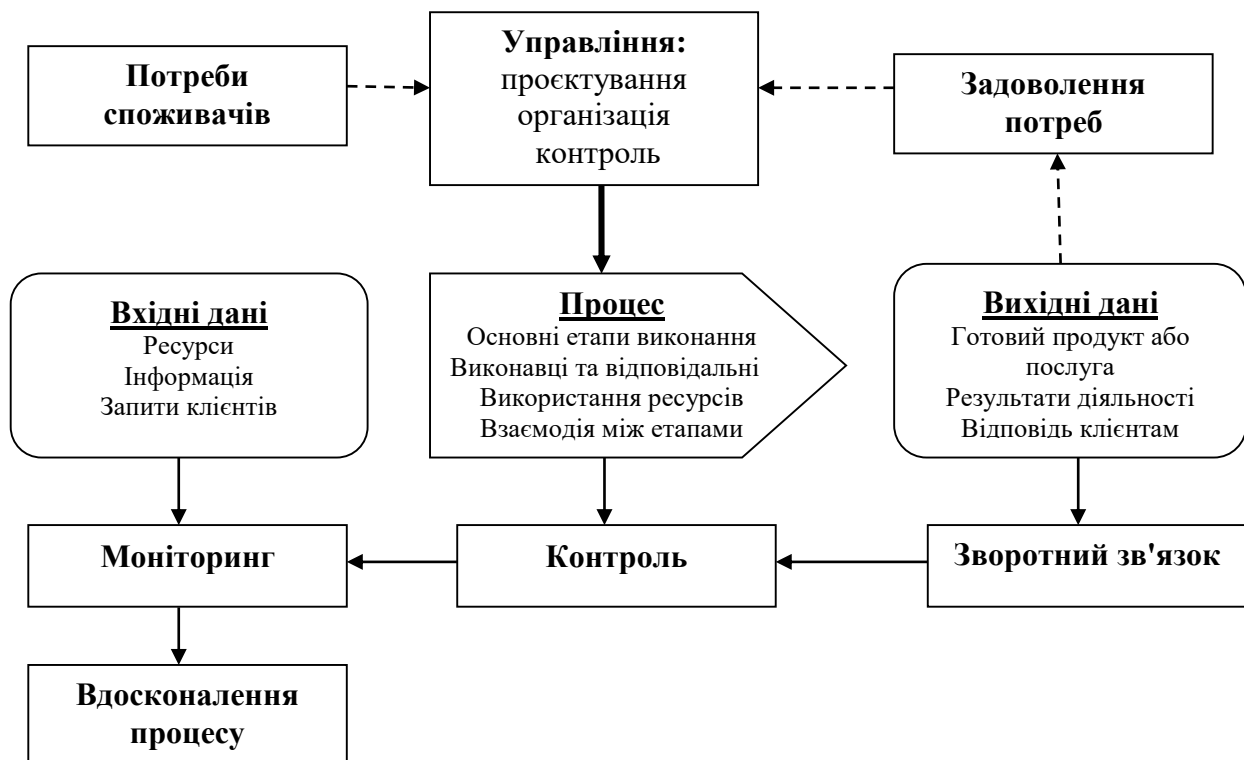 Потреби
споживачів
Управління:
проєктування
організація
контроль
Задоволення
потреб
Вхідні дані
Ресурси
Інформація
Запити клієнтів
Процес
Основні етапи виконання
Виконавці та відповідальні
Використання ресурсів
Взаємодія між етапами
Вихідні дані
Готовий продукт або
послуга
Результати діяльності
Відповідь клієнтам
Моніторинг
Контроль
Зворотний зв'язок
Вдосконалення
процесу